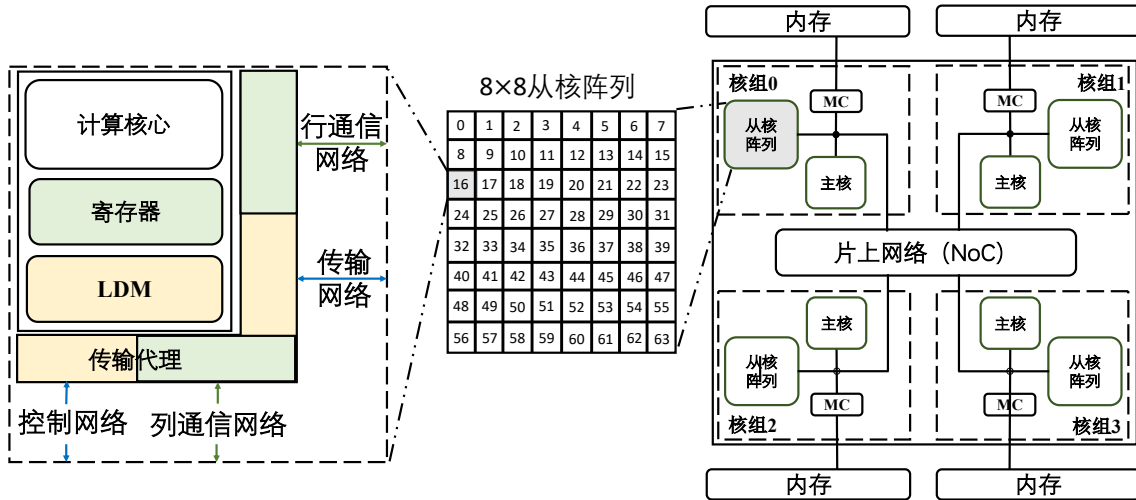 计算核心
寄存器
LDM
传输代理
行通信
网络
传输
网络
控制网络
列通信网络
8×8从核阵列
0 1 2 3 4 5 6 7
8 9 10 11 12 13 14 15
16 17 18 19 20 21 22 23
24 25 26 27 28 29 30 31
32 33 34 35 36 37 38 39
40 41 42 43 44 45 46 47
48 49 50 51 52 53 54 55
56 57 58 59 60 61 62 63
内存
内存
核组0
MC
从核
阵列
主核
核组1
MC
从核
阵列
主核
片上网络（NoC）
主核
从核
阵列
MC
核组2
主核
从核
阵列
MC
核组3
内存
内存